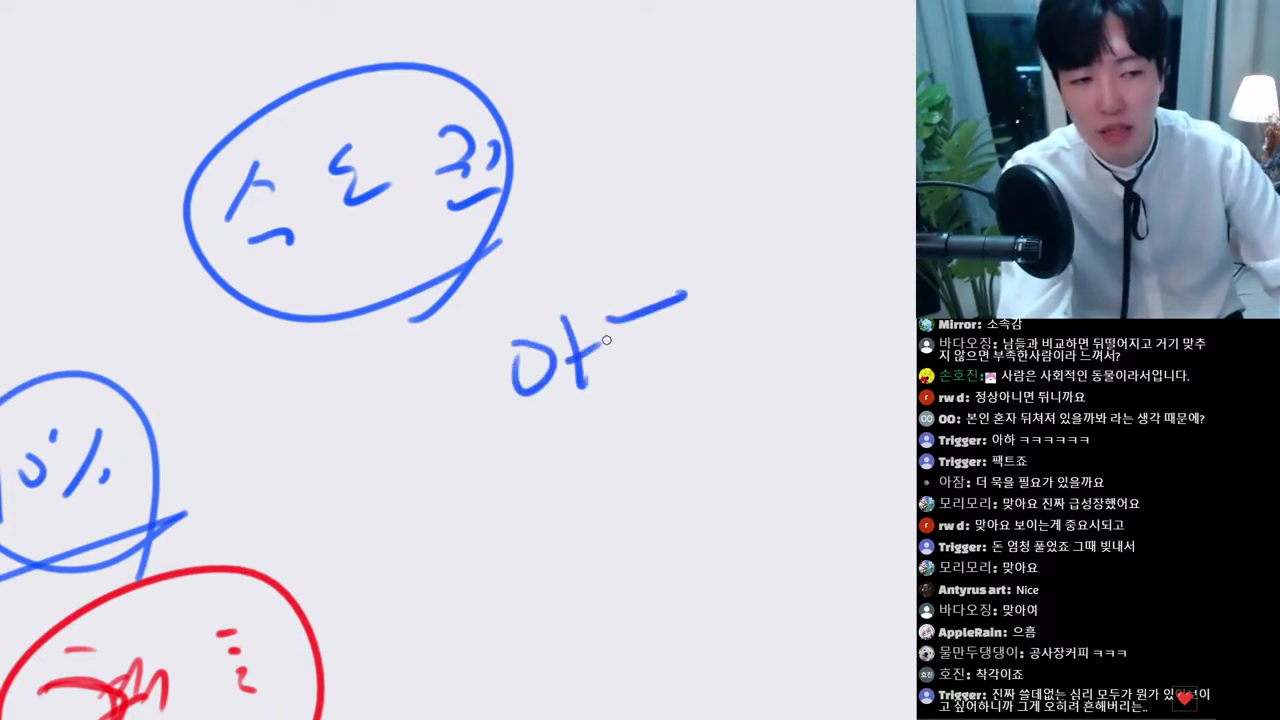 아
0%
Mirror: 소속감
바다오징: 남들과 비교하면 뒤떨어지고 거기 맞추
지 않으면 부족한사람이라 느껴서?
손호진: 사람은 사회적인 동물이라서입니다.
rw d: 정상아니면 튀니까요
OO: 본인 혼자 뒤쳐져 있을까봐 라는 생각 때문에?
Trigger: 아하 ㅋㅋㅋㅋㅋㅋ
Trigger: 팩트죠
아잠: 더 묵을 필요가 있을까요
모리모리: 맞아요 진짜 급성장했어요
rw d: 맞아요 보이는게 중요시되고
Trigger: 돈 엄청 풀었죠 그때 빚내서
모리모리: 맞아요
Antyrus art: Nice
바다오징: 맞아여
AppleRain: 으흠
물만두댕댕이: 공사장커피 ㅋㅋㅋ
호진: 착각이죠
Trigger: 진짜 쓸데없는 심리 모두가 뭔가 있어보이
고 싶어하니까 그게 오히려 흔해버리는..